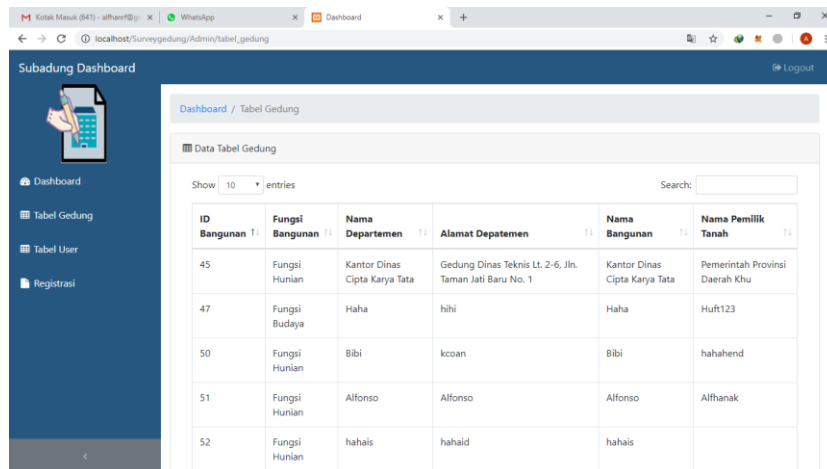 Kotak Masuk (641) - alfhanrf@g
WhatsApp
Dashboard
localhost/Surveygedung/Admin/tabel_gedung
A
Subadung Dashboard
Logout
Dashboard / Tabel Gedung
Data Tabel Gedung
Dashboard
Tabel Gedung
Tabel User
Registrasi
Show 10 entries
Search:
ID Bangunan
Fungsi Bangunan
Nama Departemen
Alamat Depatemen
Nama Bangunan
Nama Pemilik Tanah
45 Fungsi Kantor Dinas Gedung Dinas Teknis Lt. 2-6, Jln. Kantor Dinas Pemerintah Provinsi
Hunian Cipta Karya Tata Taman Jati Baru No. 1 Cipta Karya Tata Daerah Khu
47 Fungsi Haha hihi Haha Huft123
Budaya
50 Fungsi Bibi kcoan Bibi hahahend
Hunian
51 Fungsi Alfonso Alfonso Alfonso Alfhanak
Hunian
52 Fungsi hahais hahaid hahais
Hunian